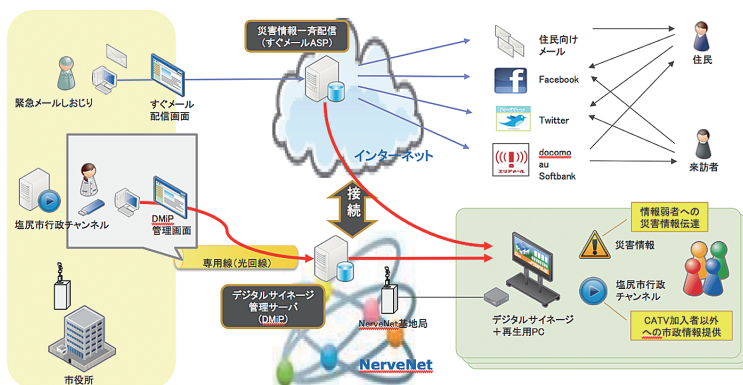 災害情報一斉配信
(すぐメールASP)
緊急メールしおじり
すぐメール
配信画面
インターネット
住民向け
メール
Facebook
Twitter
エリアメール
docomo
au
Softbank
住民
来訪者
塩尻市行政チャンネル
DMiP
管理画面
接続
専用線(光回線)
デジタルサイネージ
管理サーバ
(DMiP)
NerveNet基地局
NerveNet
市役所
情報弱者への
災害情報伝達
災害情報
塩尻市行政
チャンネル
デジタルサイネージ
+再生用PC
CATV加入者以外
への市政情報提供